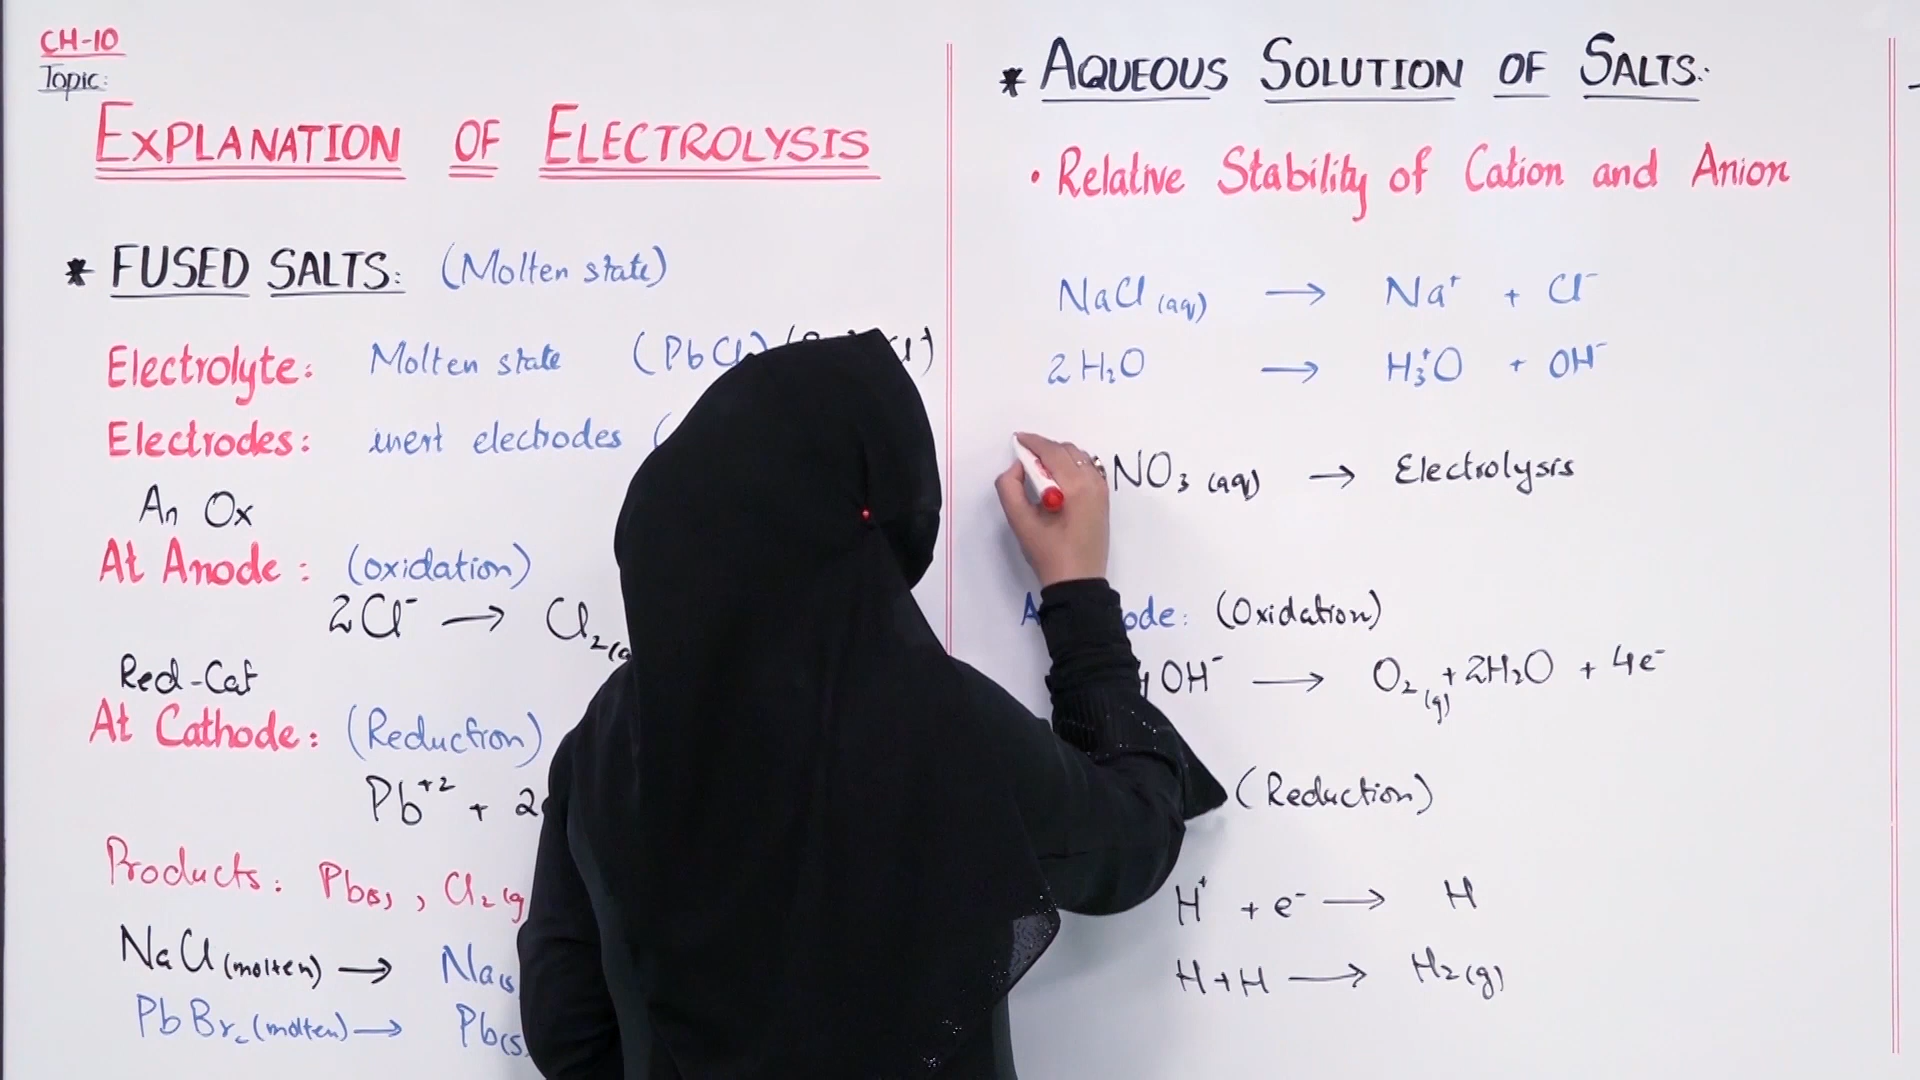 CH-10
Topic:
EXPLANATION OF ELECTROLYSIS
* FUSED SALTS: (Molten state)
Electrolyte: Molten state (PbCl
Electrodes: inert electrodes (
An Ox
At Anode: (oxidation)
2Cl⁻ → Cl₂
Red-Cat
At Cathode: (Reduction)
Pb⁺² + 2
Products: Pb(s), Cl₂(g
NaCl(molten) → Na(s
PbBr₂(molten) → Pb(s
* AQUEOUS SOLUTION OF SALTS:
• Relative Stability of Cation and Anion
NaCl(aq) → Na⁺ + Cl⁻
2H₂O → H₃⁺O + OH⁻
NO₃(aq) → Electrolysis
ode: (Oxidation)
OH⁻ → O₂(g) + 2H₂O + 4e⁻
(Reduction)
H⁺ + e⁻ → H
H+H → H₂(g)